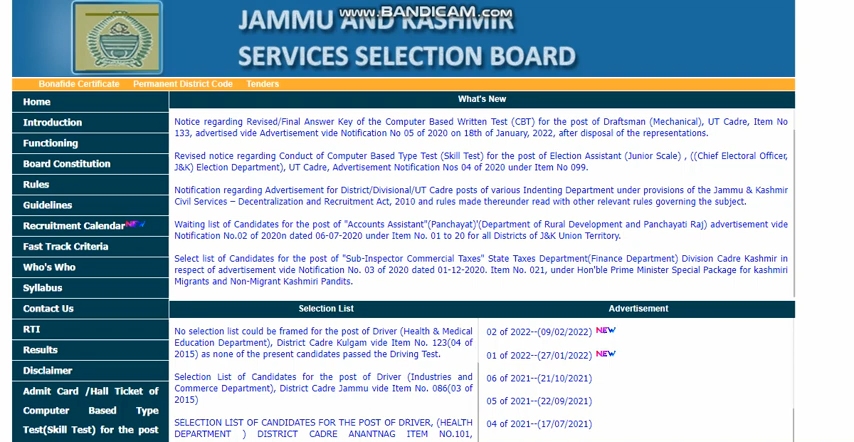 www.BANDICAM.com
JAMMU AND KASHMIR
SERVICES SELECTION BOARD
Bonafide Certificate Permanent District Code Tenders
Home
Introduction
Functioning
Board Constitution
Rules
Guidelines
Recruitment Calendar NEW
Fast Track Criteria
Who's Who
Syllabus
Contact Us
RTI
Results
Disclaimer
Admit Card /Hall Ticket of
Computer Based Type
Test(Skill Test) for the post
What's New
Notice regarding Revised/Final Answer Key of the Computer Based Written Test (CBT) for the post of Draftsman (Mechanical), UT Cadre, Item No
133, advertised vide Advertisement vide Notification No 05 of 2020 on 18th of January, 2022, after disposal of the representations.
Revised notice regarding Conduct of Computer Based Type Test (Skill Test) for the post of Election Assistant (Junior Scale) , ((Chief Electoral Officer,
J&K) Election Department), UT Cadre, Advertisement Notification Nos 04 of 2020 under Item No 099.
Notification regarding Advertisement for District/Divisional/UT Cadre posts of various Indenting Department under provisions of the Jammu & Kashmir
Civil Services – Decentralization and Recruitment Act, 2010 and rules made thereunder read with other relevant rules governing the subject.
Waiting list of Candidates for the post of "Accounts Assistant"(Panchayat)'(Department of Rural Development and Panchayati Raj) advertisement vide
Notification No.02 of 2020n dated 06-07-2020 under Item No. 01 to 20 for all Districts of J&K Union Territory.
Select list of Candidates for the post of "Sub-Inspector Commercial Taxes" State Taxes Department(Finance Department) Division Cadre Kashmir in
respect of advertisement vide Notification No. 03 of 2020 dated 01-12-2020. Item No. 021, under Hon'ble Prime Minister Special Package for kashmiri
Migrants and Non-Migrant Kashmiri Pandits.
Selection List
No selection list could be framed for the post of Driver (Health & Medical
Education Department), District Cadre Kulgam vide Item No. 123(04 of
2015) as none of the present candidates passed the Driving Test.
Selection List of Candidates for the post of Driver (Industries and
Commerce Department), District Cadre Jammu vide Item No. 086(03 of
2015)
SELECTION LIST OF CANDIDATES FOR THE POST OF DRIVER, (HEALTH
DEPARTMENT ) DISTRICT CADRE ANANTNAG ITEM NO.101,
Advertisement
02 of 2022--(09/02/2022) NEW
01 of 2022--(27/01/2022) NEW
06 of 2021--(21/10/2021)
05 of 2021--(22/09/2021)
04 of 2021--(17/07/2021)